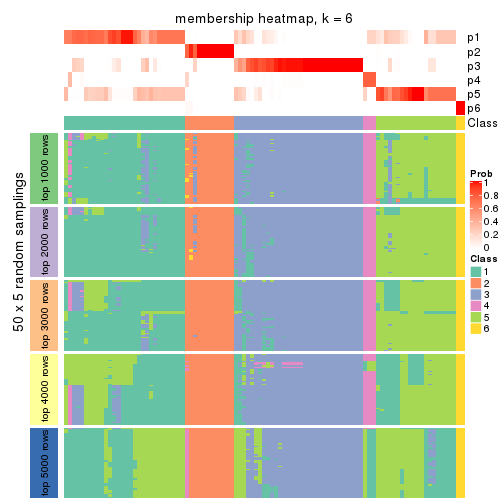 membership heatmap, k = 6
p1
p2
p3
p4
p5
p6
Class
50 x 5 random samplings
top 1000 rows
top 2000 rows
top 3000 rows
top 4000 rows
top 5000 rows
Prob
1
0.8
0.6
0.4
0.2
0
Class
1
2
3
4
5
6